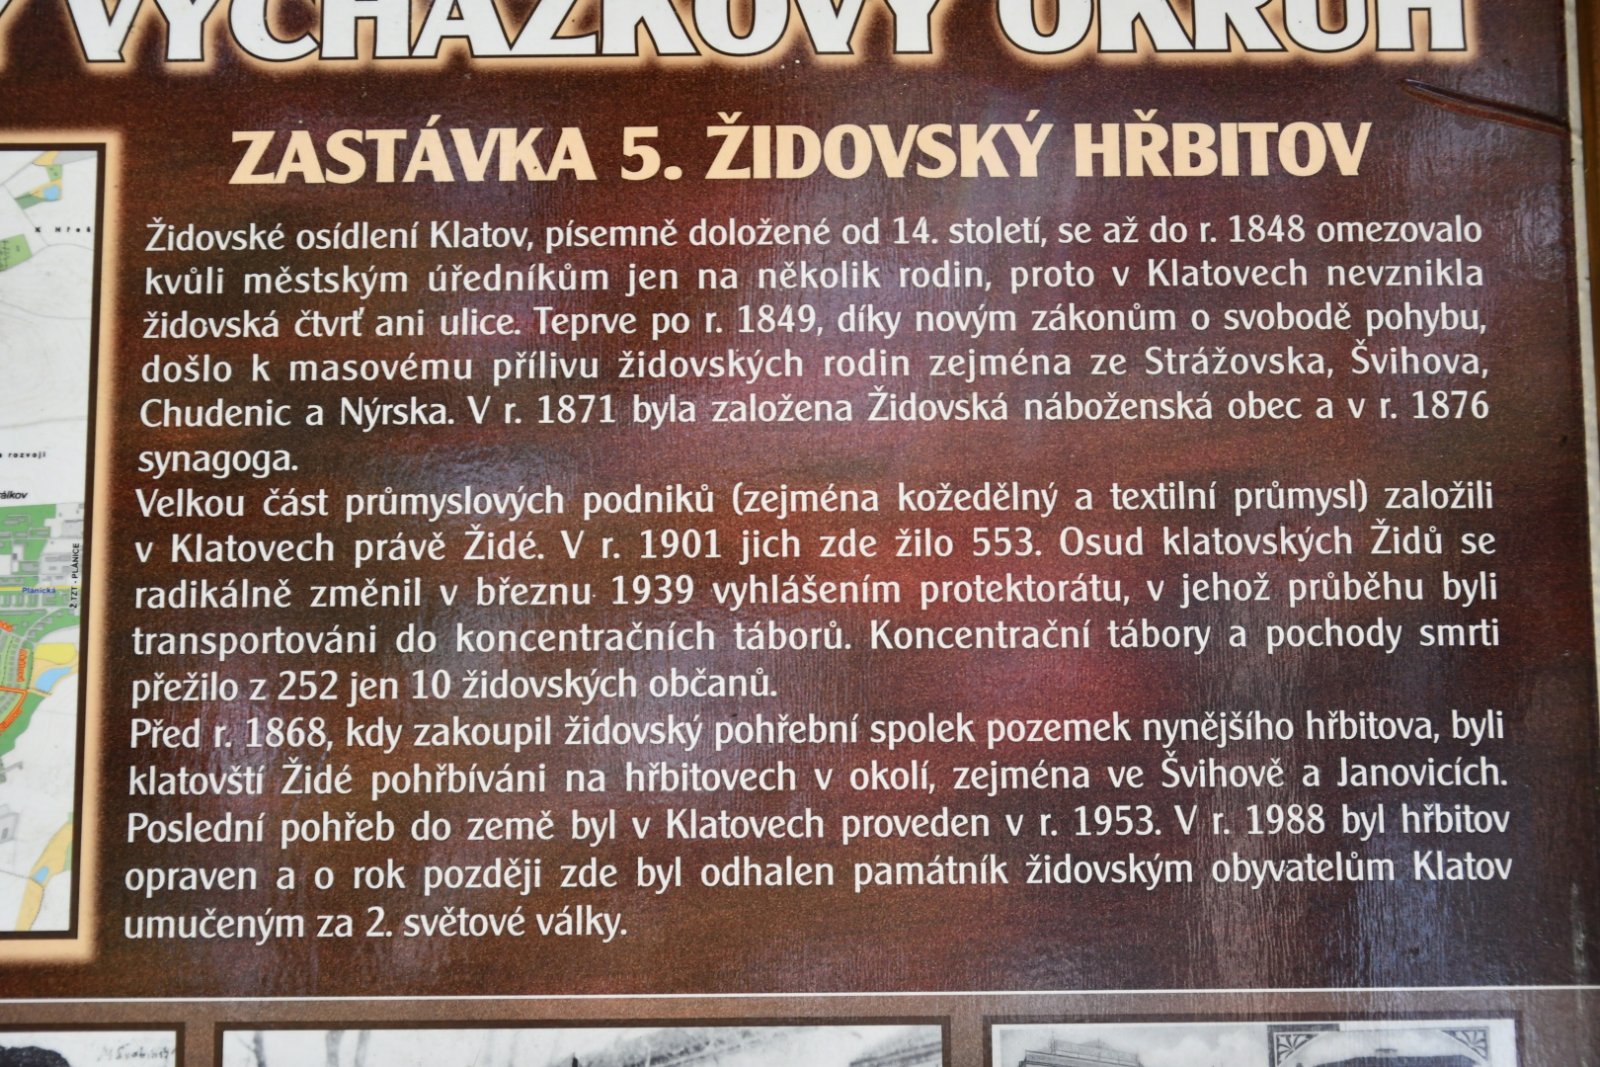 VYCHÁZKOVÝ OKRUH
ZASTÁVKA 5. ŽIDOVSKÝ HŘBITOV
Židovské osídlení Klatov, písemně doložené od 14. století, se až do r. 1848 omezovalo
kvůli městským úředníkům jen na několik rodin, proto v Klatovech nevznikla
židovská čtvrť ani ulice. Teprve po r. 1849, díky novým zákonům o svobodě pohybu,
došlo k masovému přílivu židovských rodin zejména ze Strážovska, Švihova,
Chudenic a Nýrska. V r. 1871 byla založena Židovská náboženská obec a v r. 1876
synagoga.
Velkou část průmyslových podniků (zejména kožedělný a textilní průmysl) založili
v Klatovech právě Židé. V r. 1901 jich zde žilo 553. Osud klatovských Židů se
radikálně změnil v březnu 1939 vyhlášením protektorátu, v jehož průběhu byli
transportováni do koncentračních táborů. Koncentrační tábory a pochody smrti
přežilo z 252 jen 10 židovských občanů.
Před r. 1868, kdy zakoupil židovský pohřební spolek pozemek nynějšího hřbitova, byli
klatovští Židé pohřbíváni na hřbitovech v okolí, zejména ve Švihově a Janovicích.
Poslední pohřeb do země byl v Klatovech proveden v r. 1953. V r. 1988 byl hřbitov
opraven a o rok později zde byl odhalen památník židovským obyvatelům Klatov
umučeným za 2. světové války.
rozvoji
Plánická
2 TZT - PLÁNICE